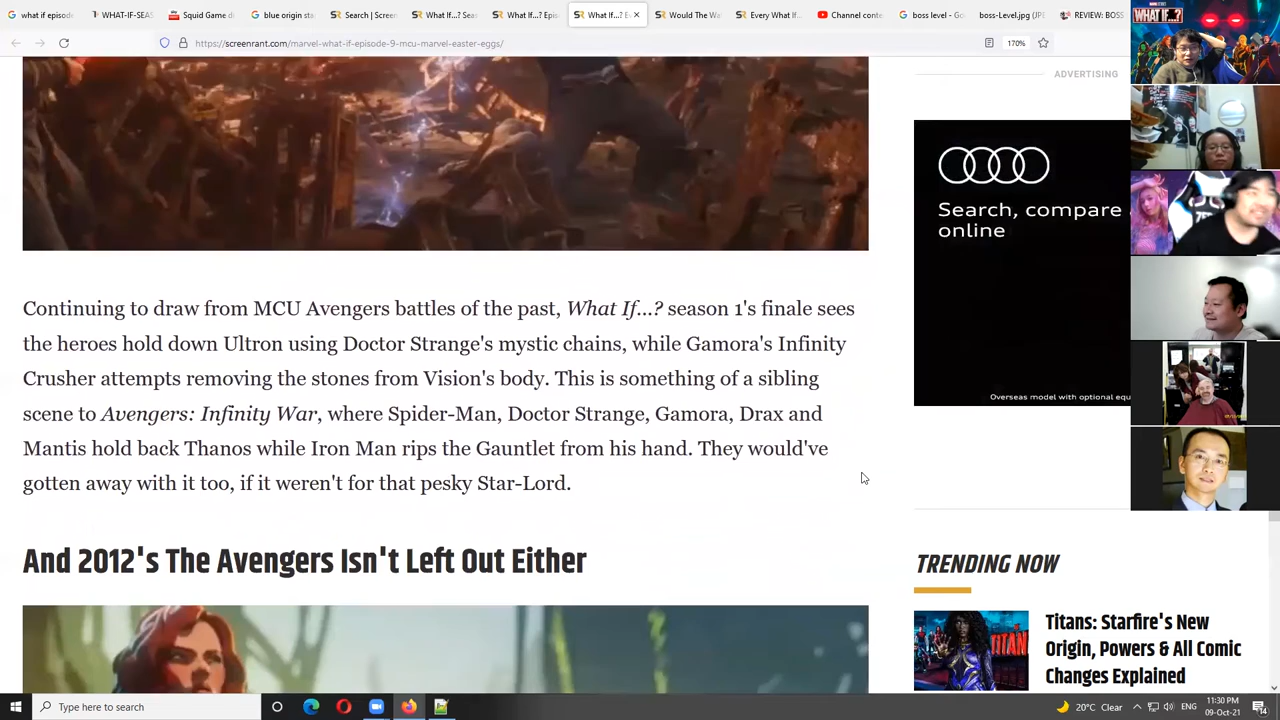 what if episode
WHAT-IF-SEAS
Squid Game d
blue origin sta
Search | Screen
What If...?
What If...? Epi
What If...? E
Would The W
Every What If
Channel conte
boss level - Go
boss-Level.jpg (JPE
REVIEW: BOSS
https://screenrant.com/marvel-what-if-episode-9-mcu-marvel-easter-eggs/
170%
WHAT IF...?
ADVERTISING
Search, compare
online
Overseas model with optional equ
Continuing to draw from MCU Avengers battles of the past, What If...? season 1's finale sees
the heroes hold down Ultron using Doctor Strange's mystic chains, while Gamora's Infinity
Crusher attempts removing the stones from Vision's body. This is something of a sibling
scene to Avengers: Infinity War, where Spider-Man, Doctor Strange, Gamora, Drax and
Mantis hold back Thanos while Iron Man rips the Gauntlet from his hand. They would've
gotten away with it too, if it weren't for that pesky Star-Lord.
And 2012's The Avengers Isn't Left Out Either
TRENDING NOW
Titans: Starfire's New
Origin, Powers & All Comic
Changes Explained
Type here to search
20°C Clear
ENG
11:30 PM
09-Oct-21
14